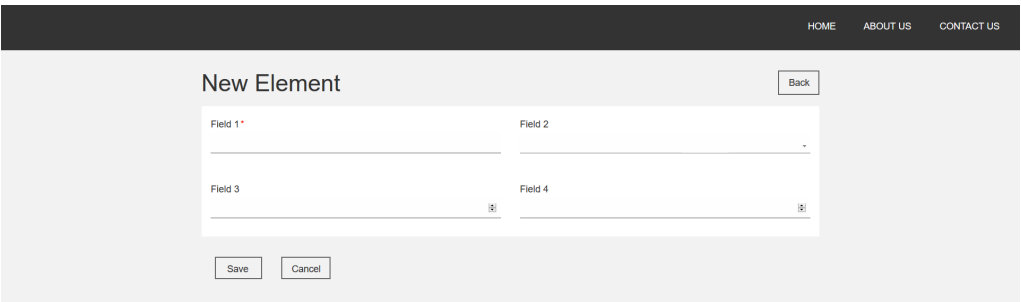 HOME ABOUT US CONTACT US
New Element Back
Field 1* Field 2
Field 3 Field 4
Save Cancel